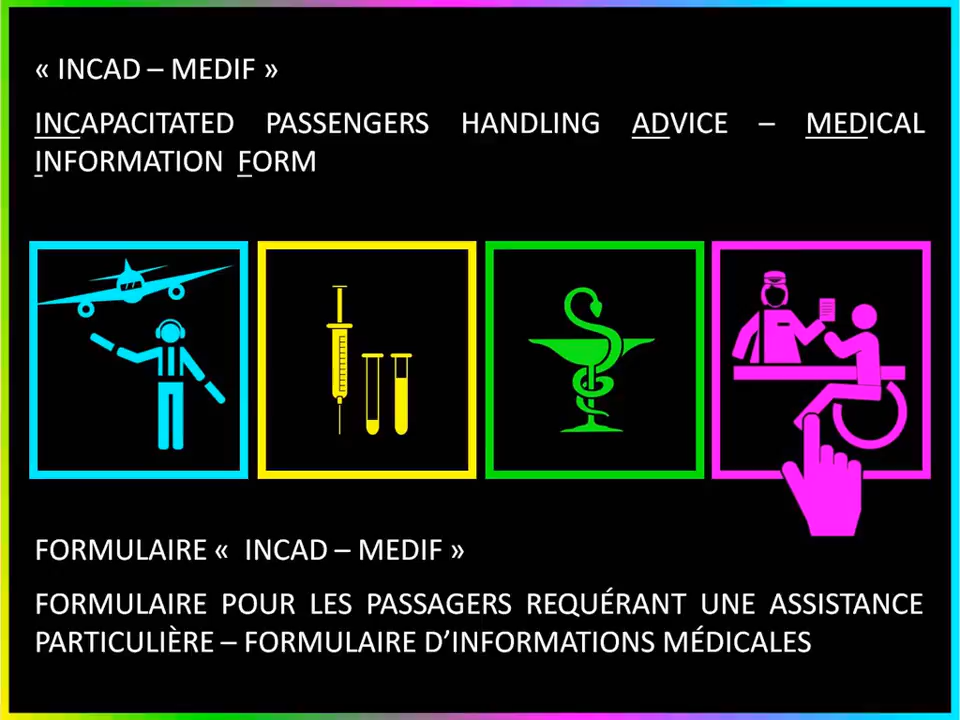 « INCAD – MEDIF »
INCAPACITATED PASSENGERS HANDLING ADVICE – MEDICAL
INFORMATION FORM
FORMULAIRE « INCAD – MEDIF »
FORMULAIRE POUR LES PASSAGERS REQUÉRANT UNE ASSISTANCE
PARTICULIÈRE – FORMULAIRE D’INFORMATIONS MÉDICALES